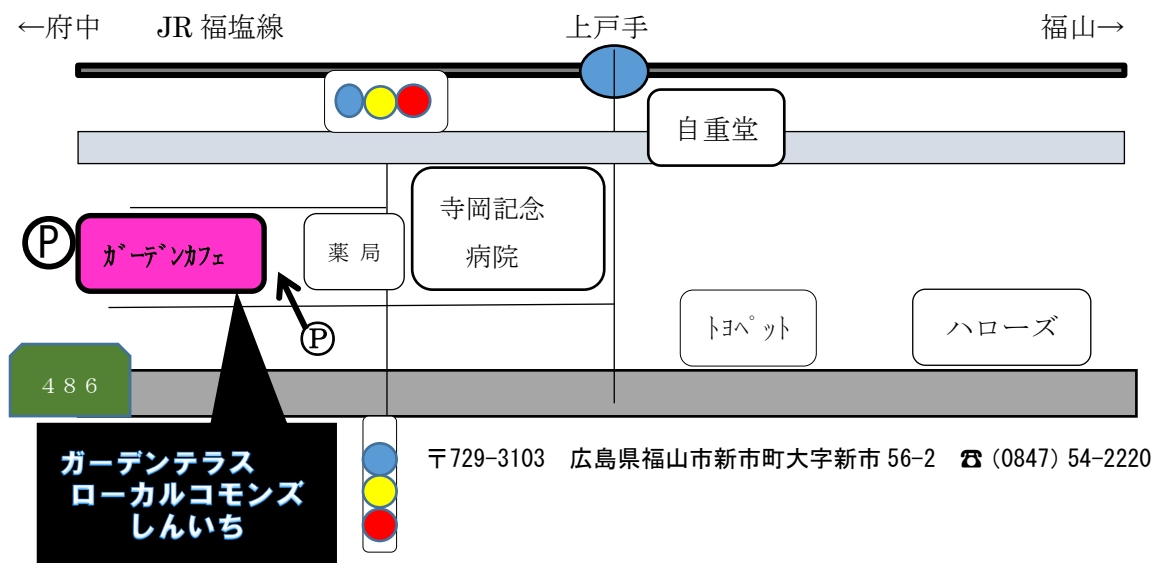 ←府中 JR 福塩線 上戸手 福山→
自重堂
寺岡記念
病院
薬 局
Ⓟ
ｶﾞｰﾃﾞﾝｶﾌｪ
Ⓟ
ﾄﾖﾍﾟｯﾄ
ハローズ
４８６
ガーデンテラス
ローカルコモンズ
しんいち
〒729-3103 広島県福山市新市町大字新市 56-2 ☎ (0847) 54-2220